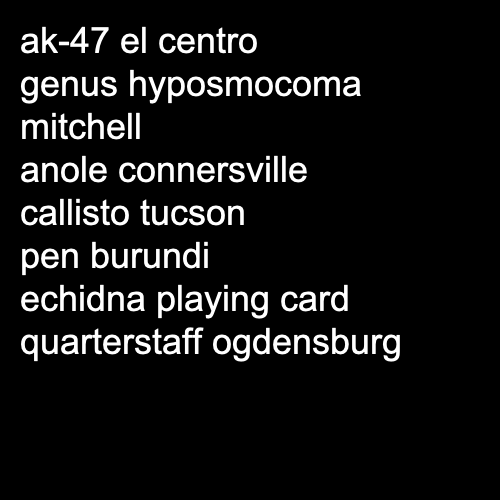 ak-47 el centro
genus hyposmocoma
mitchell
anole connersville
callisto tucson
pen burundi
echidna playing card
quarterstaff ogdensburg